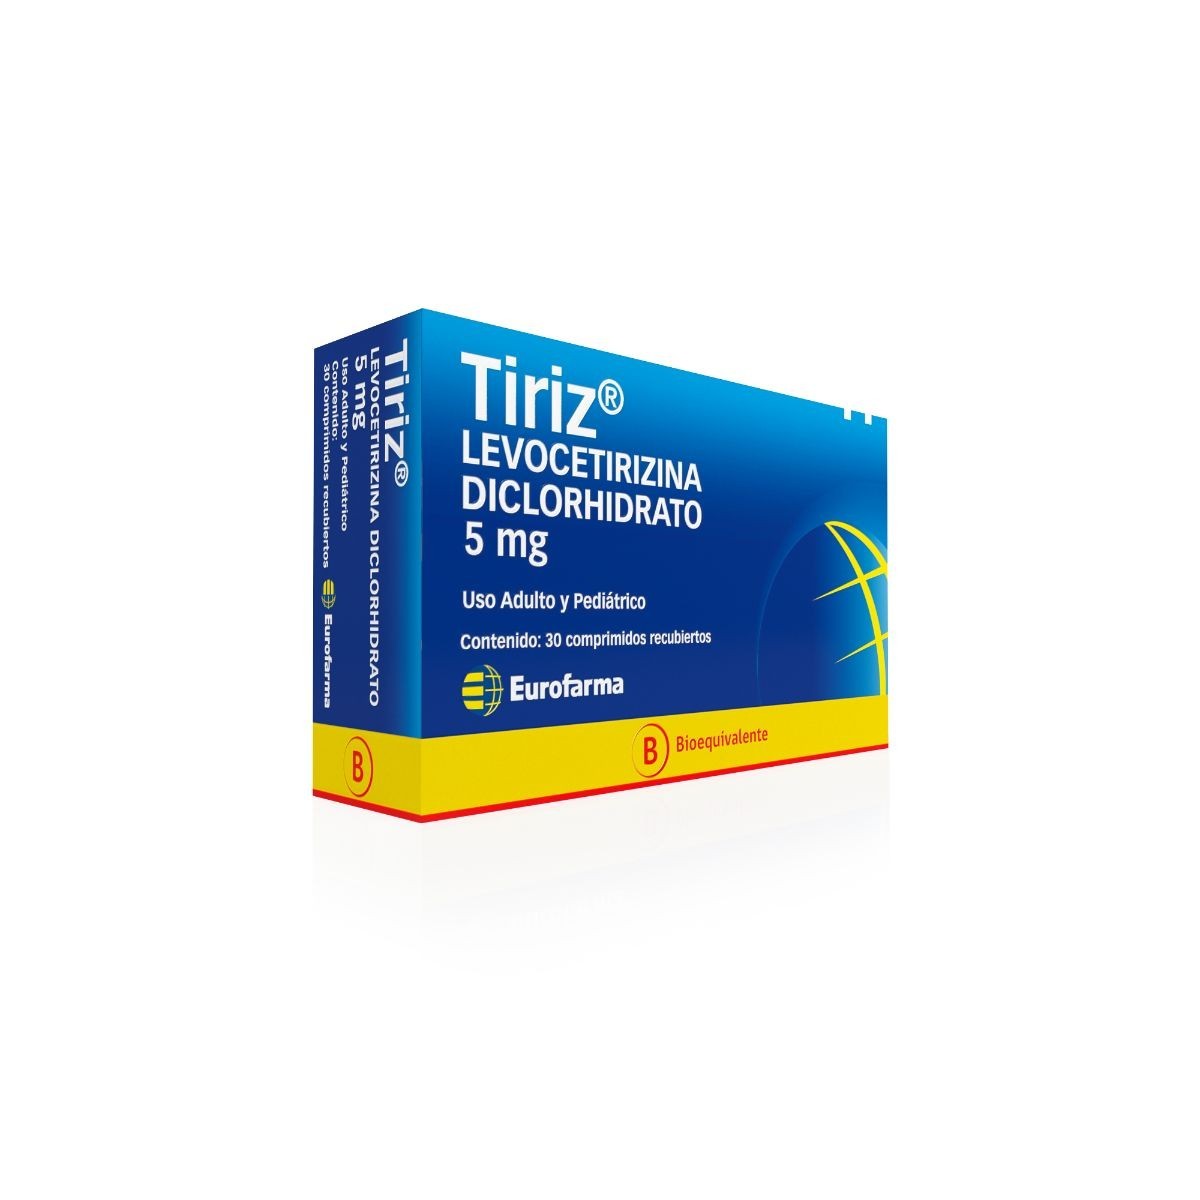 Tiriz®
LEVOCETIRIZINA DICLORHIDRATO
5 mg
Uso Adulto y Pediátrico
Contenido:
30 comprimidos recubiertos
Eurofarma
B
Tiriz®
LEVOCETIRIZINA
DICLORHIDRATO
5 mg
Uso Adulto y Pediátrico
Contenido: 30 comprimidos recubiertos
Eurofarma
B Bioequivalente